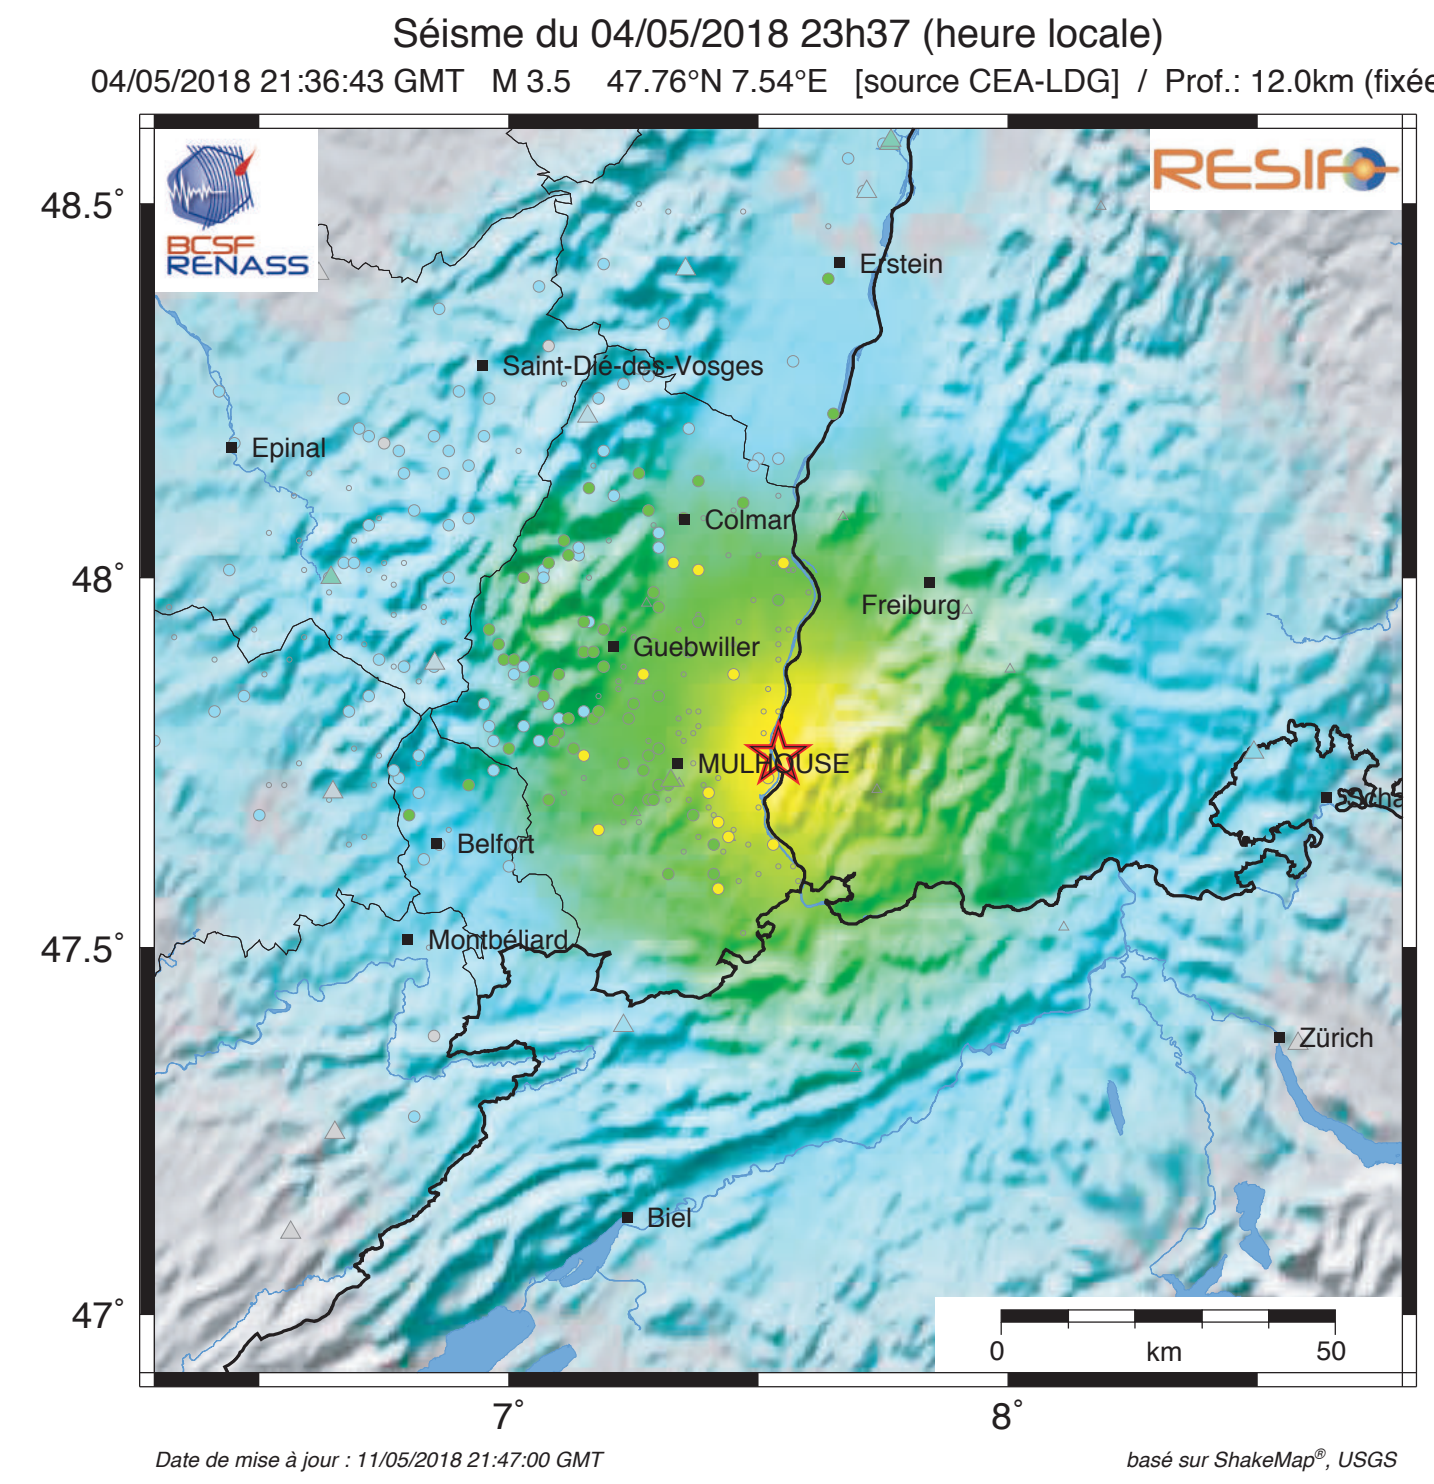 Séisme du 04/05/2018 23h37 (heure locale)
04/05/2018 21:36:43 GMT M 3.5 47.76°N 7.54°E [source CEA-LDG] / Prof.: 12.0km (fixée
BCSF
RENASS
RESIF
48.5°
Erstein
Saint-Dié-des-Vosges
Epinal
Colmar
48°
Freiburg
Guebwiller
MULHOUSE
Belfort
47.5°
Montbéliard
Zürich
Biel
47°
0 km 50
7° 8°
Date de mise à jour : 11/05/2018 21:47:00 GMT
basé sur ShakeMap®, USGS